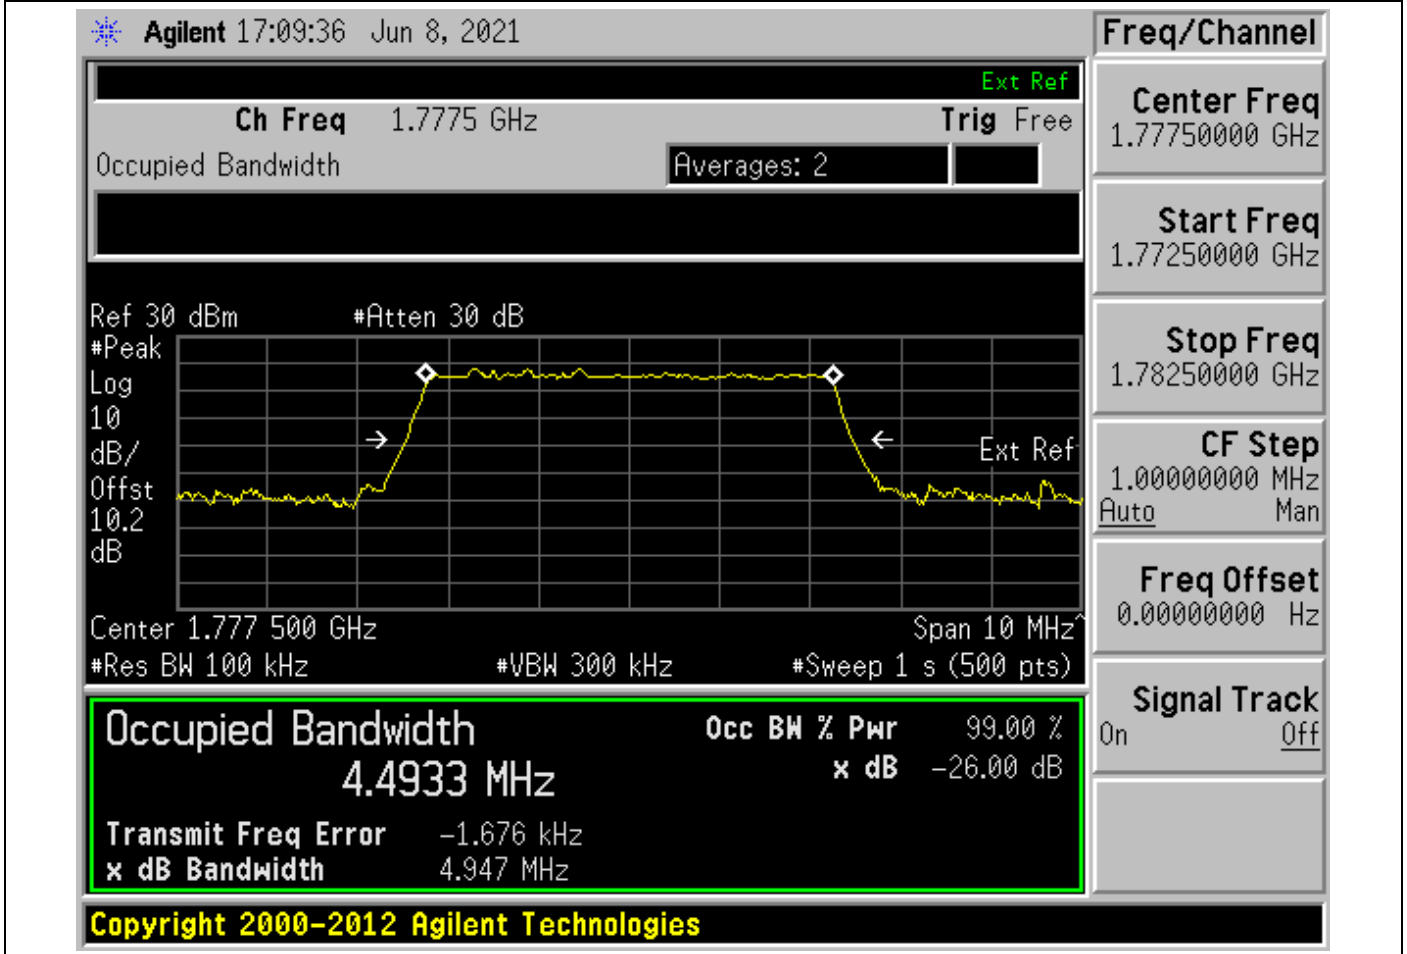 Agilent 17:09:36 Jun 8, 2021
Freq/Channel
Ext Ref
Ch Freq 1.7775 GHz Trig Free
Occupied Bandwidth Averages: 2
Ref 30 dBm #Atten 30 dB
#Peak
Log
10
dB/
Offst
10.2
dB
Ext Ref
Center 1.777 500 GHz Span 10 MHz^
#Res BW 100 kHz #VBW 300 kHz #Sweep 1 s (500 pts)
Occupied Bandwidth Occ BW % Pwr 99.00 %
4.4933 MHz x dB -26.00 dB
Transmit Freq Error -1.676 kHz
x dB Bandwidth 4.947 MHz
Copyright 2000-2012 Agilent Technologies
Center Freq
1.77750000 GHz
Start Freq
1.77250000 GHz
Stop Freq
1.78250000 GHz
CF Step
1.00000000 MHz
Auto Man
Freq Offset
0.00000000 Hz
Signal Track
On Off